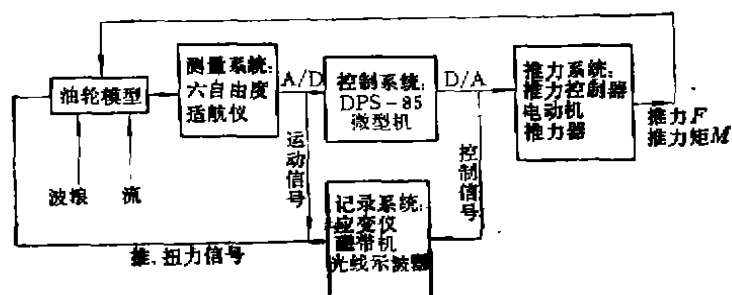 油轮模型
波浪
流
测量系统:
六自由度
适航仪
A/D
运动信号
控制系统:
DPS-85
微型机
D/A
控制信号
推力系统:
推力控制器
电动机
推力器
推力F
推力矩M
记录系统:
应变仪
磁带机
光线示波器
推、扭力信号